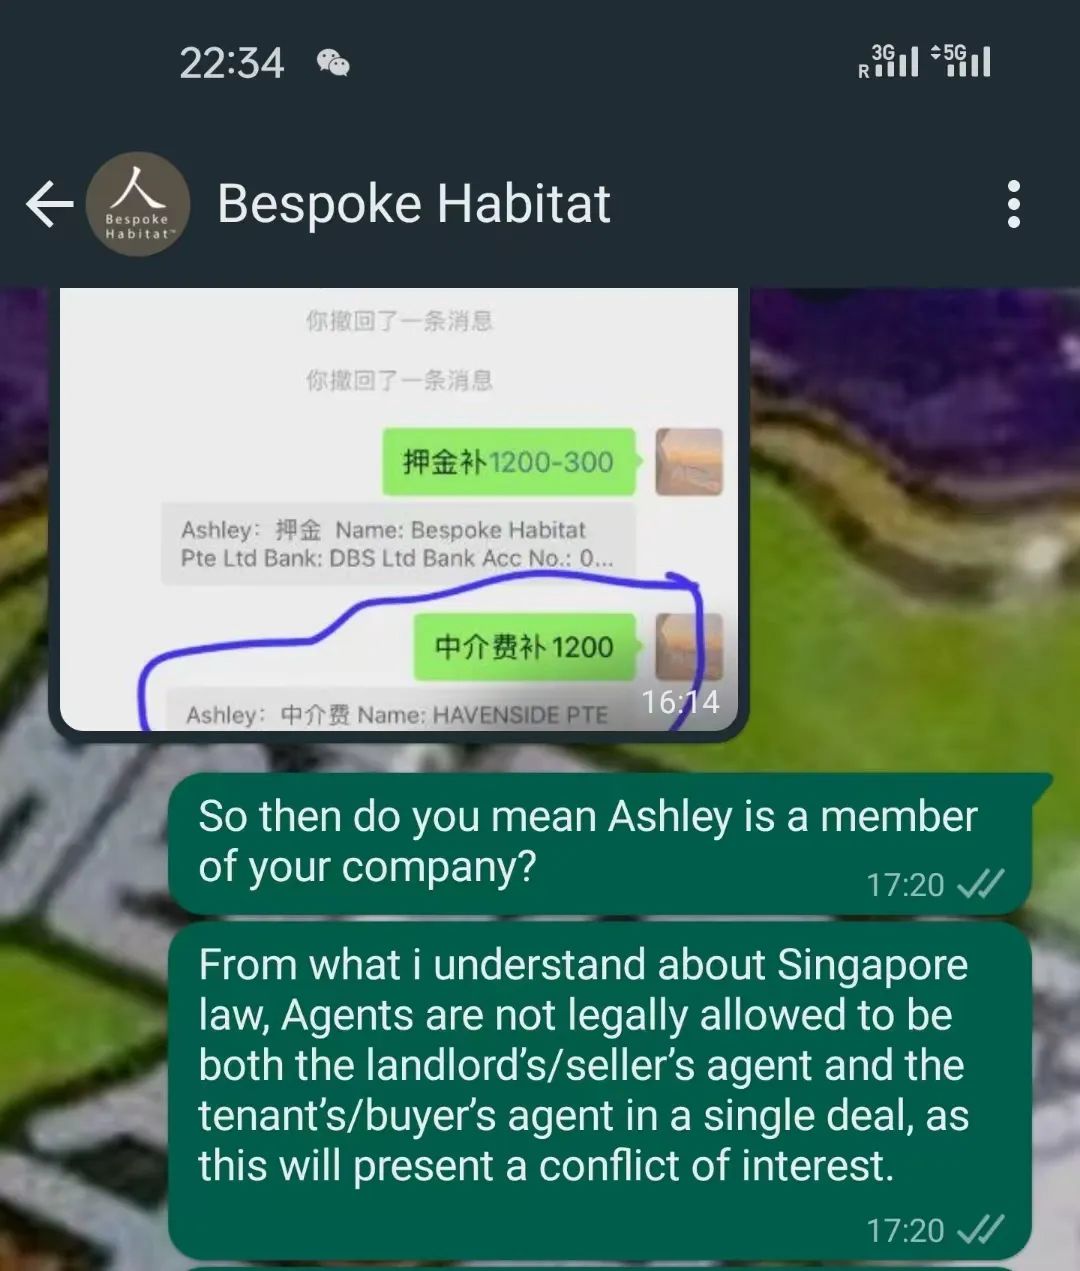 22:34
R 3G 5G
人
Bespoke
Habitat™
Bespoke Habitat
你撤回了一条消息
你撤回了一条消息
押金补1200-300
Ashley：押金 Name: Bespoke Habitat
Pte Ltd Bank: DBS Ltd Bank Acc No.: 0...
中介费补1200
Ashley：中介费 Name: HAVENSIDE PTE
16:14
So then do you mean Ashley is a member
of your company?
17:20
From what i understand about Singapore
law, Agents are not legally allowed to be
both the landlord’s/seller’s agent and the
tenant’s/buyer’s agent in a single deal, as
this will present a conflict of interest.
17:20